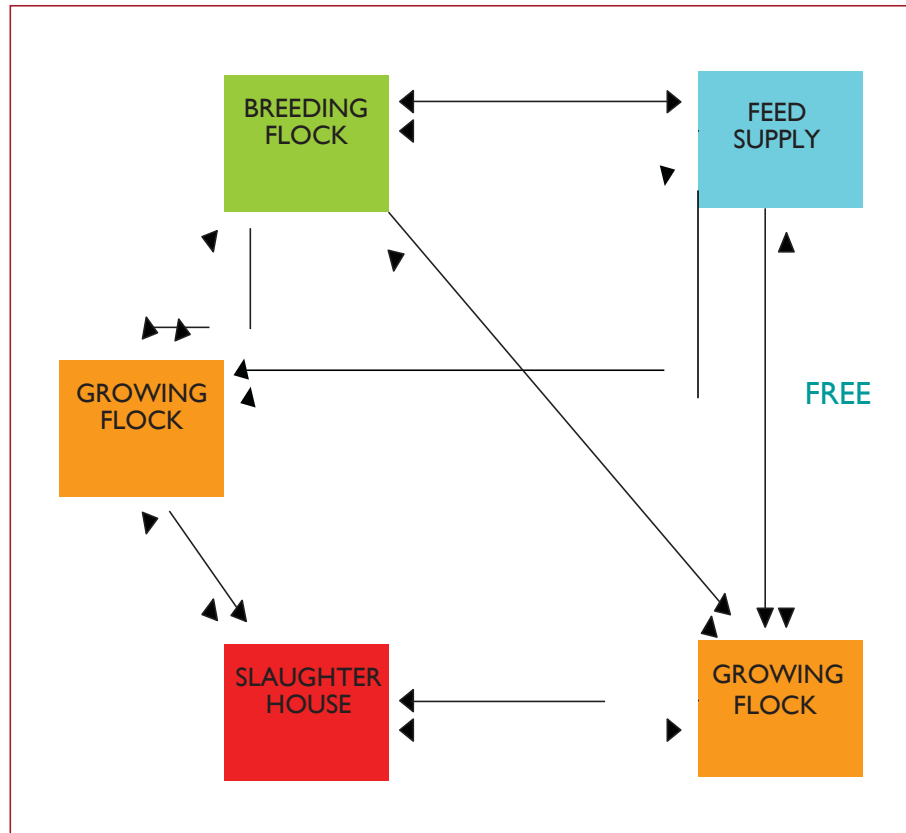 BREEDING
FLOCK
FEED
SUPPLY
GROWING
FLOCK
FREE
SLAUGHTER
HOUSE
GROWING
FLOCK